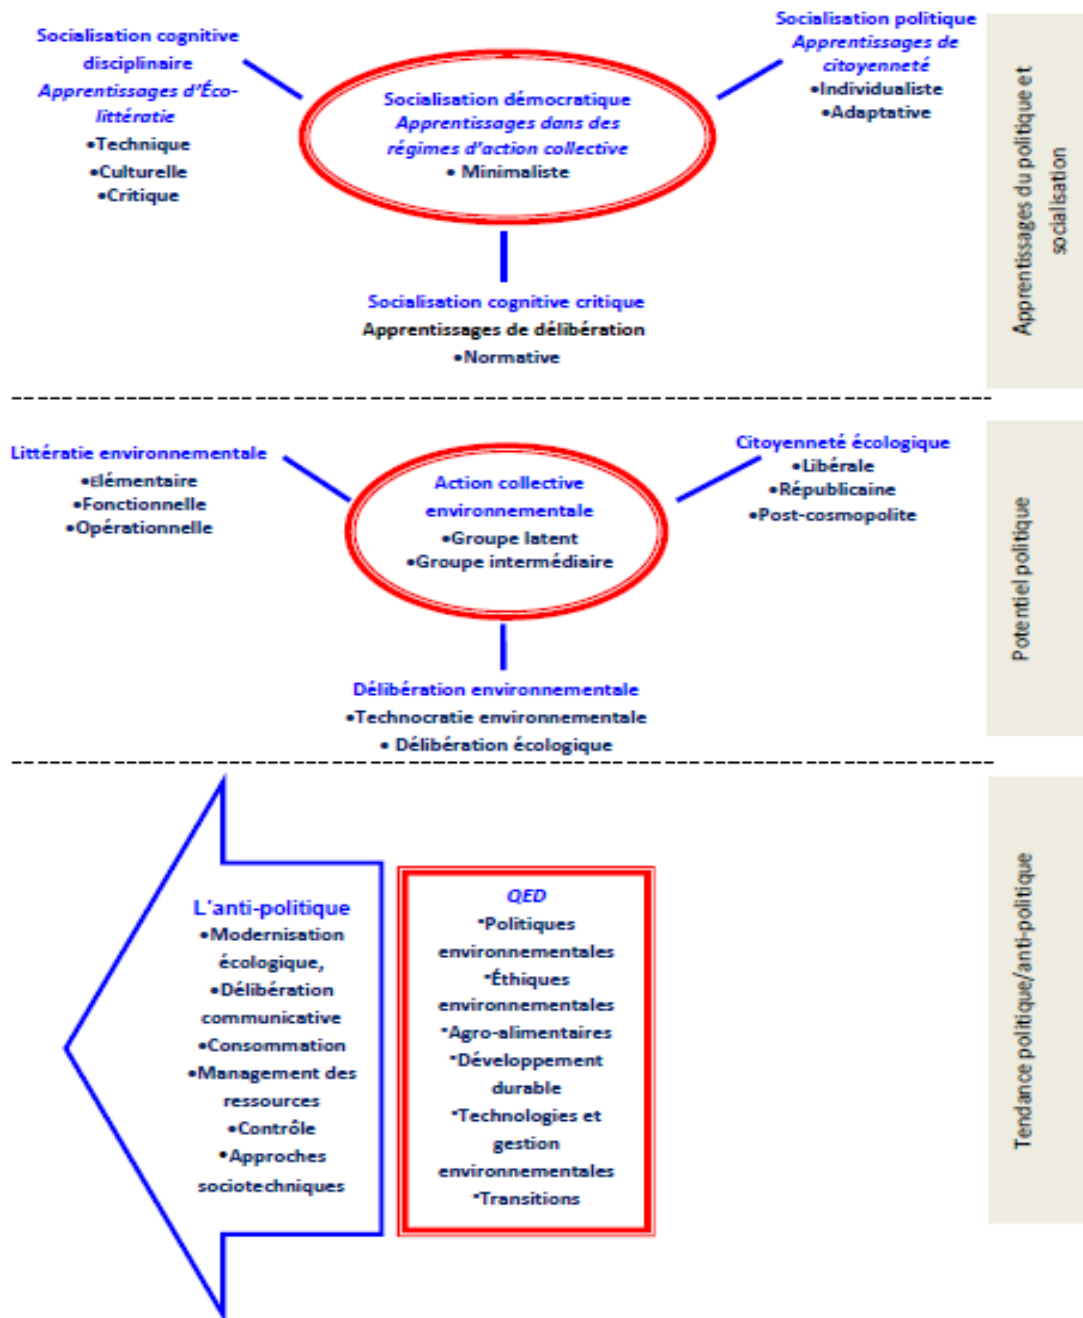 Socialisation cognitive
disciplinaire
Apprentissages d'Éco-
littératie
•Technique
•Culturelle
•Critique
Socialisation démocratique
Apprentissages dans des
régimes d'action collective
• Minimaliste
Socialisation politique
Apprentissages de
citoyenneté
•Individualiste
•Adaptative
Socialisation cognitive critique
Apprentissages de délibération
•Normative
Apprentissages du politique et
socialisation
Littératie environnementale
•Elémentaire
•Fonctionnelle
•Opérationnelle
Action collective
environnementale
•Groupe latent
•Groupe intermédiaire
Citoyenneté écologique
•Libérale
•Républicaine
•Post-cosmopolite
Délibération environnementale
•Technocratie environnementale
• Délibération écologique
Potentiel politique
L'anti-politique
•Modernisation
écologique,
•Délibération
communicative
•Consommation
•Management des
ressources
•Contrôle
•Approches
sociotechniques
QED
•Politiques
environnementales
•Éthiques
environnementales
•Agro-alimentaires
•Développement
durable
•Technologies et
gestion
environnementales
•Transitions
Tendance politique/anti-politique